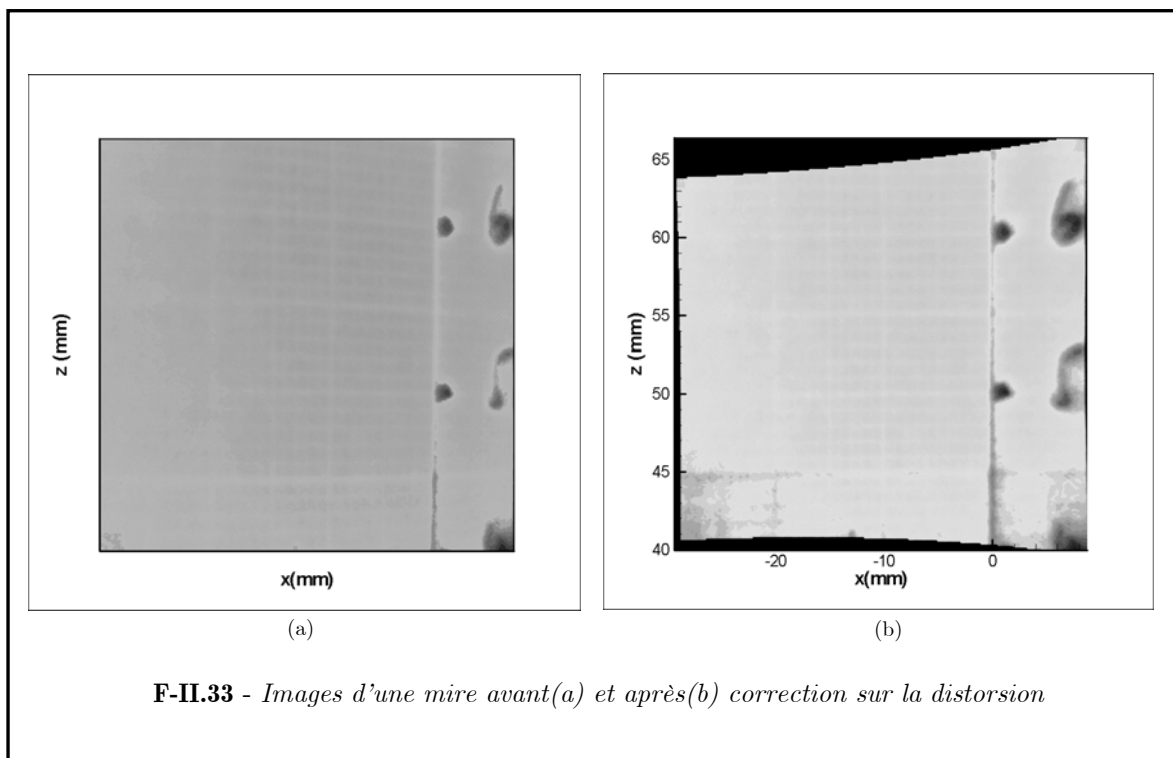 z (mm)
x(mm)
(a)
65
60
55
50
45
40
z (mm)
-20
-10
0
x(mm)
(b)
F-II.33 - Images d'une mire avant(a) et après(b) correction sur la distorsion